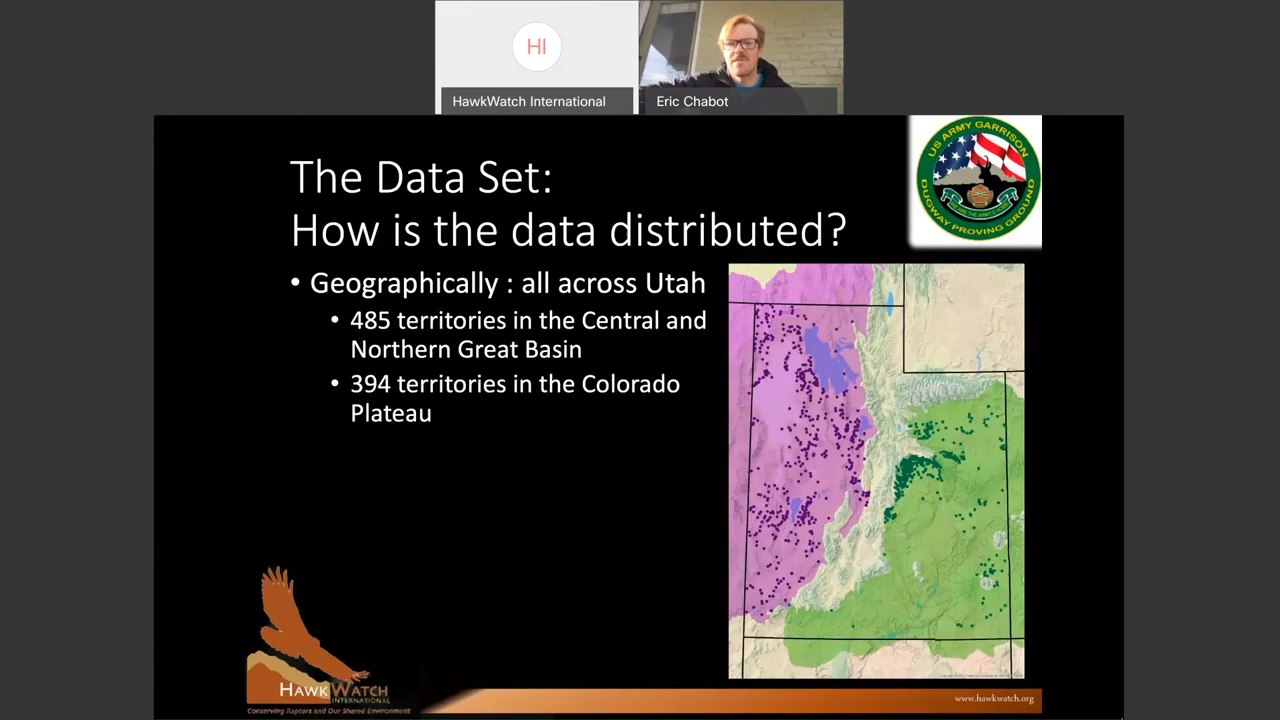 HI
HawkWatch International
Eric Chabot
The Data Set:
How is the data distributed?
US ARMY GARRISON
DUGWAY PROVING GROUND
• Geographically : all across Utah
• 485 territories in the Central and
Northern Great Basin
• 394 territories in the Colorado
Plateau
HAWKWATCH
INTERNATIONAL
Conserving Raptors and Our Shared Environment
www.hawkwatch.org